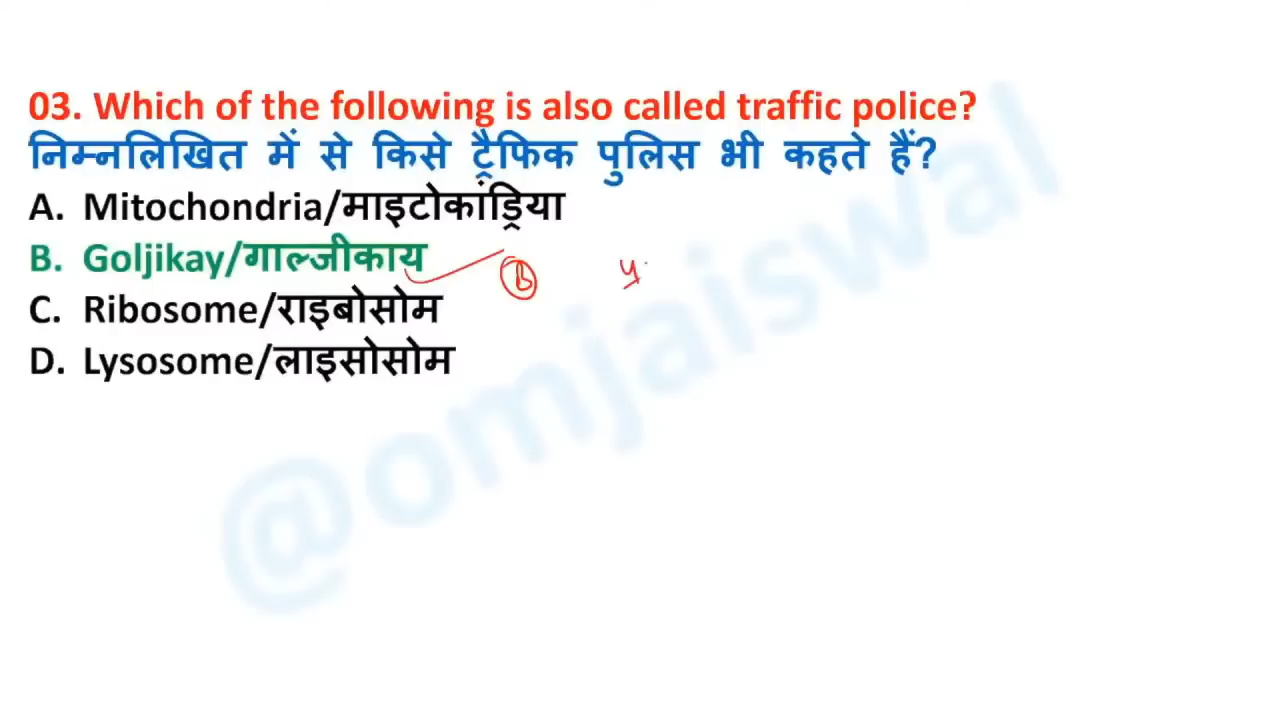 03. Which of the following is also called traffic police?
निम्नलिखित में से किसे ट्रैफिक पुलिस भी कहते हैं?
A. Mitochondria/माइटोकांड्रिया
B. Goljikay/गाल्जीकाय
B
C. Ribosome/राइबोसोम
D. Lysosome/लाइसोसोम
@omjaiswal